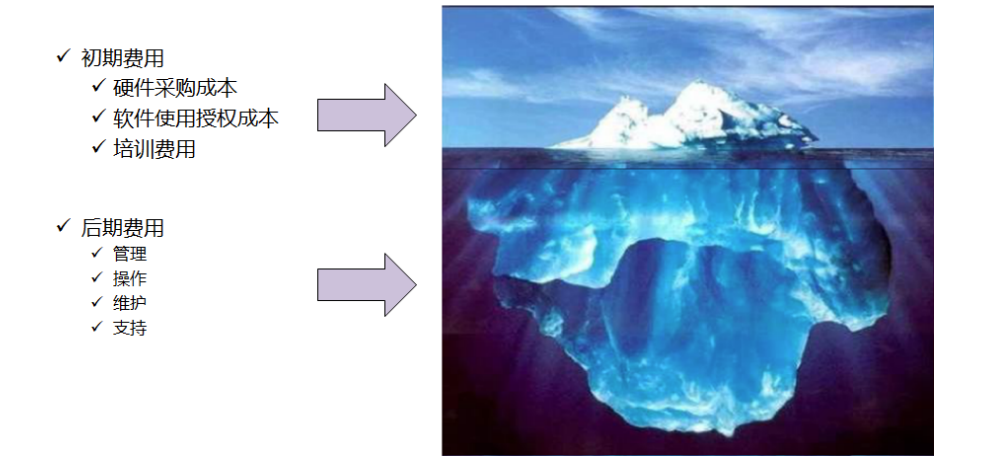 初期费用
硬件采购成本
软件使用授权成本
培训费用
后期费用
管理
操作
维护
支持